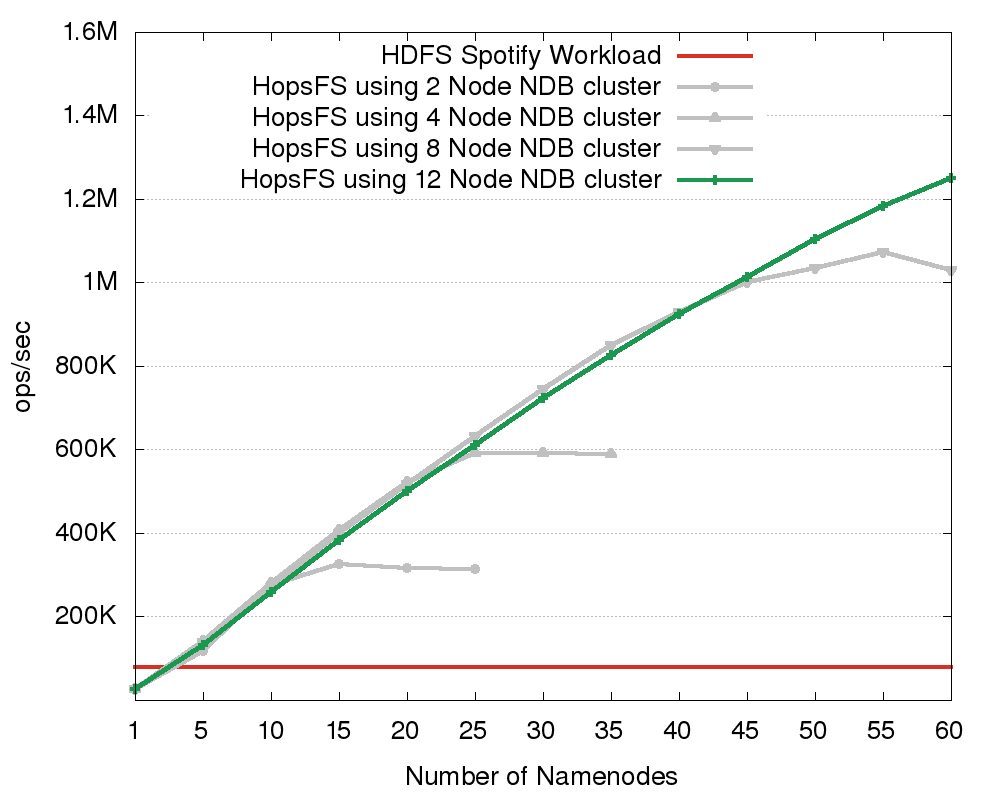 1.6M
1.4M
1.2M
1M
800K
600K
400K
200K
ops/sec
HDFS Spotify Workload
HopsFS using 2 Node NDB cluster
HopsFS using 4 Node NDB cluster
HopsFS using 8 Node NDB cluster
HopsFS using 12 Node NDB cluster
1 5 10 15 20 25 30 35 40 45 50 55 60
Number of Namenodes